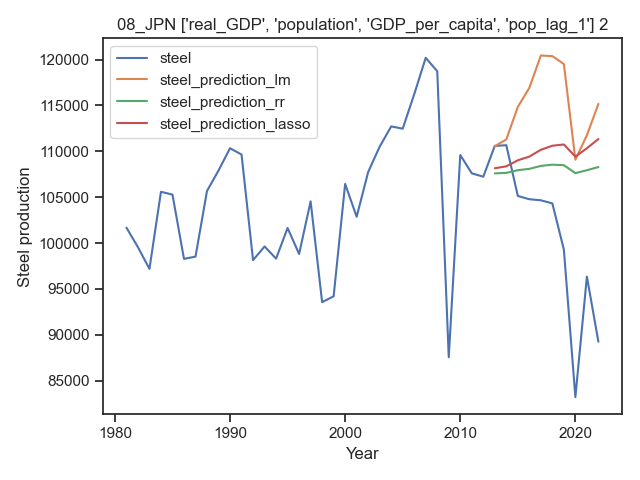 08_JPN ['real_GDP', 'population', 'GDP_per_capita', 'pop_lag_1'] 2
steel
steel_prediction_lm
steel_prediction_rr
steel_prediction_lasso
Steel production
120000
115000
110000
105000
100000
95000
90000
85000
1980
1990
2000
2010
2020
Year